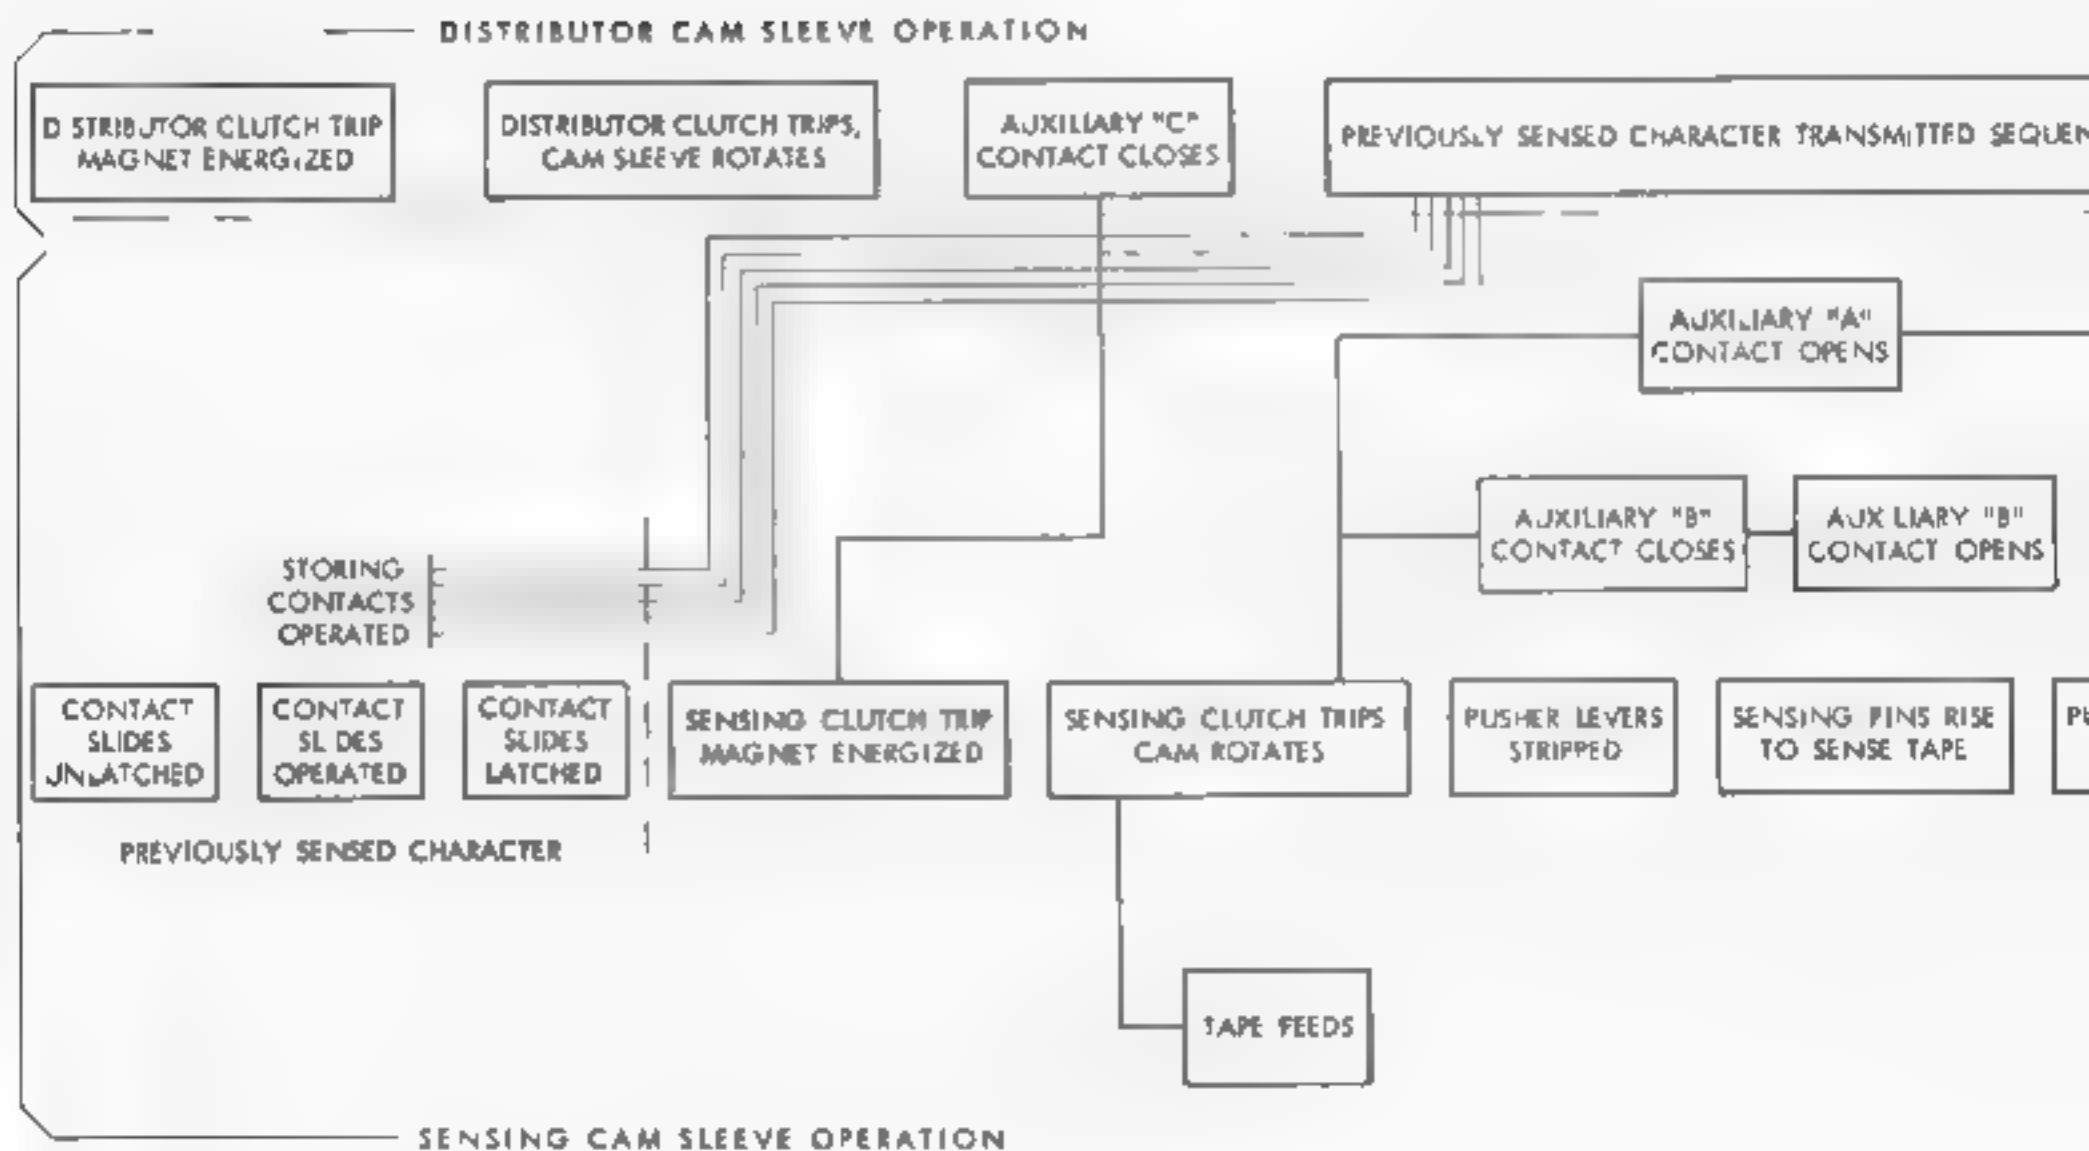 DISTRIBUTOR CAM SLEEVE OPERATION
DISTRIBUTOR CLUTCH TRIP
MAGNET ENERGIZED
DISTRIBUTOR CLUTCH TRIPS,
CAM SLEEVE ROTATES
AUXILIARY "C"
CONTACT CLOSES
PREVIOUSLY SENSED CHARACTER TRANSMITTED SEQUEN
AUXILIARY "A"
CONTACT OPENS
AUXILIARY "B"
CONTACT CLOSES
AUXILIARY "B"
CONTACT OPENS
STORING
CONTACTS
OPERATED
CONTACT
SLIDES
UNLATCHED
CONTACT
SLIDES
OPERATED
CONTACT
SLIDES
LATCHED
SENSING CLUTCH TRIP
MAGNET ENERGIZED
SENSING CLUTCH TRIPS
CAM ROTATES
PUSHER LEVERS
STRIPPED
SENSING PINS RISE
TO SENSE TAPE
PU
PREVIOUSLY SENSED CHARACTER
TAPE FEEDS
SENSING CAM SLEEVE OPERATION